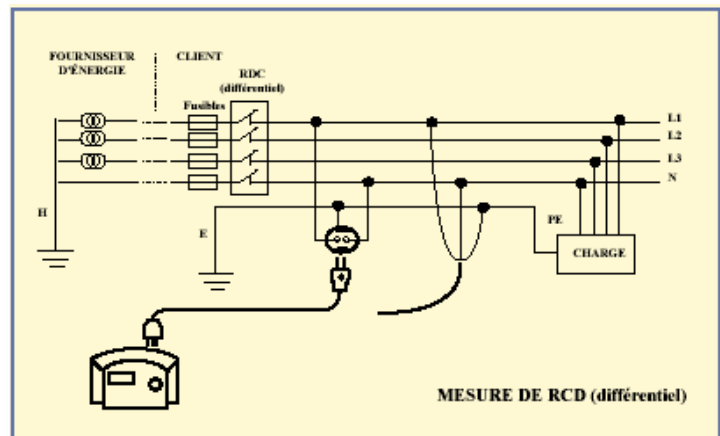 FOURNISSEUR
D'ÉNERGIE
CLIENT
RDC
(différentiel)
Fusibles
L1
L2
L3
N
H
E
PE
CHARGE
MESURE DE RCD (différentiel)